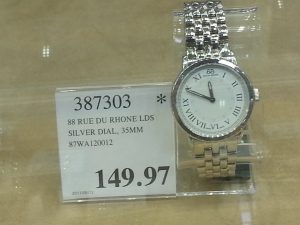 387303 *
88 RUE DU RHONE LDS
SILVER DIAL, 35MM
87WA120012
149.97